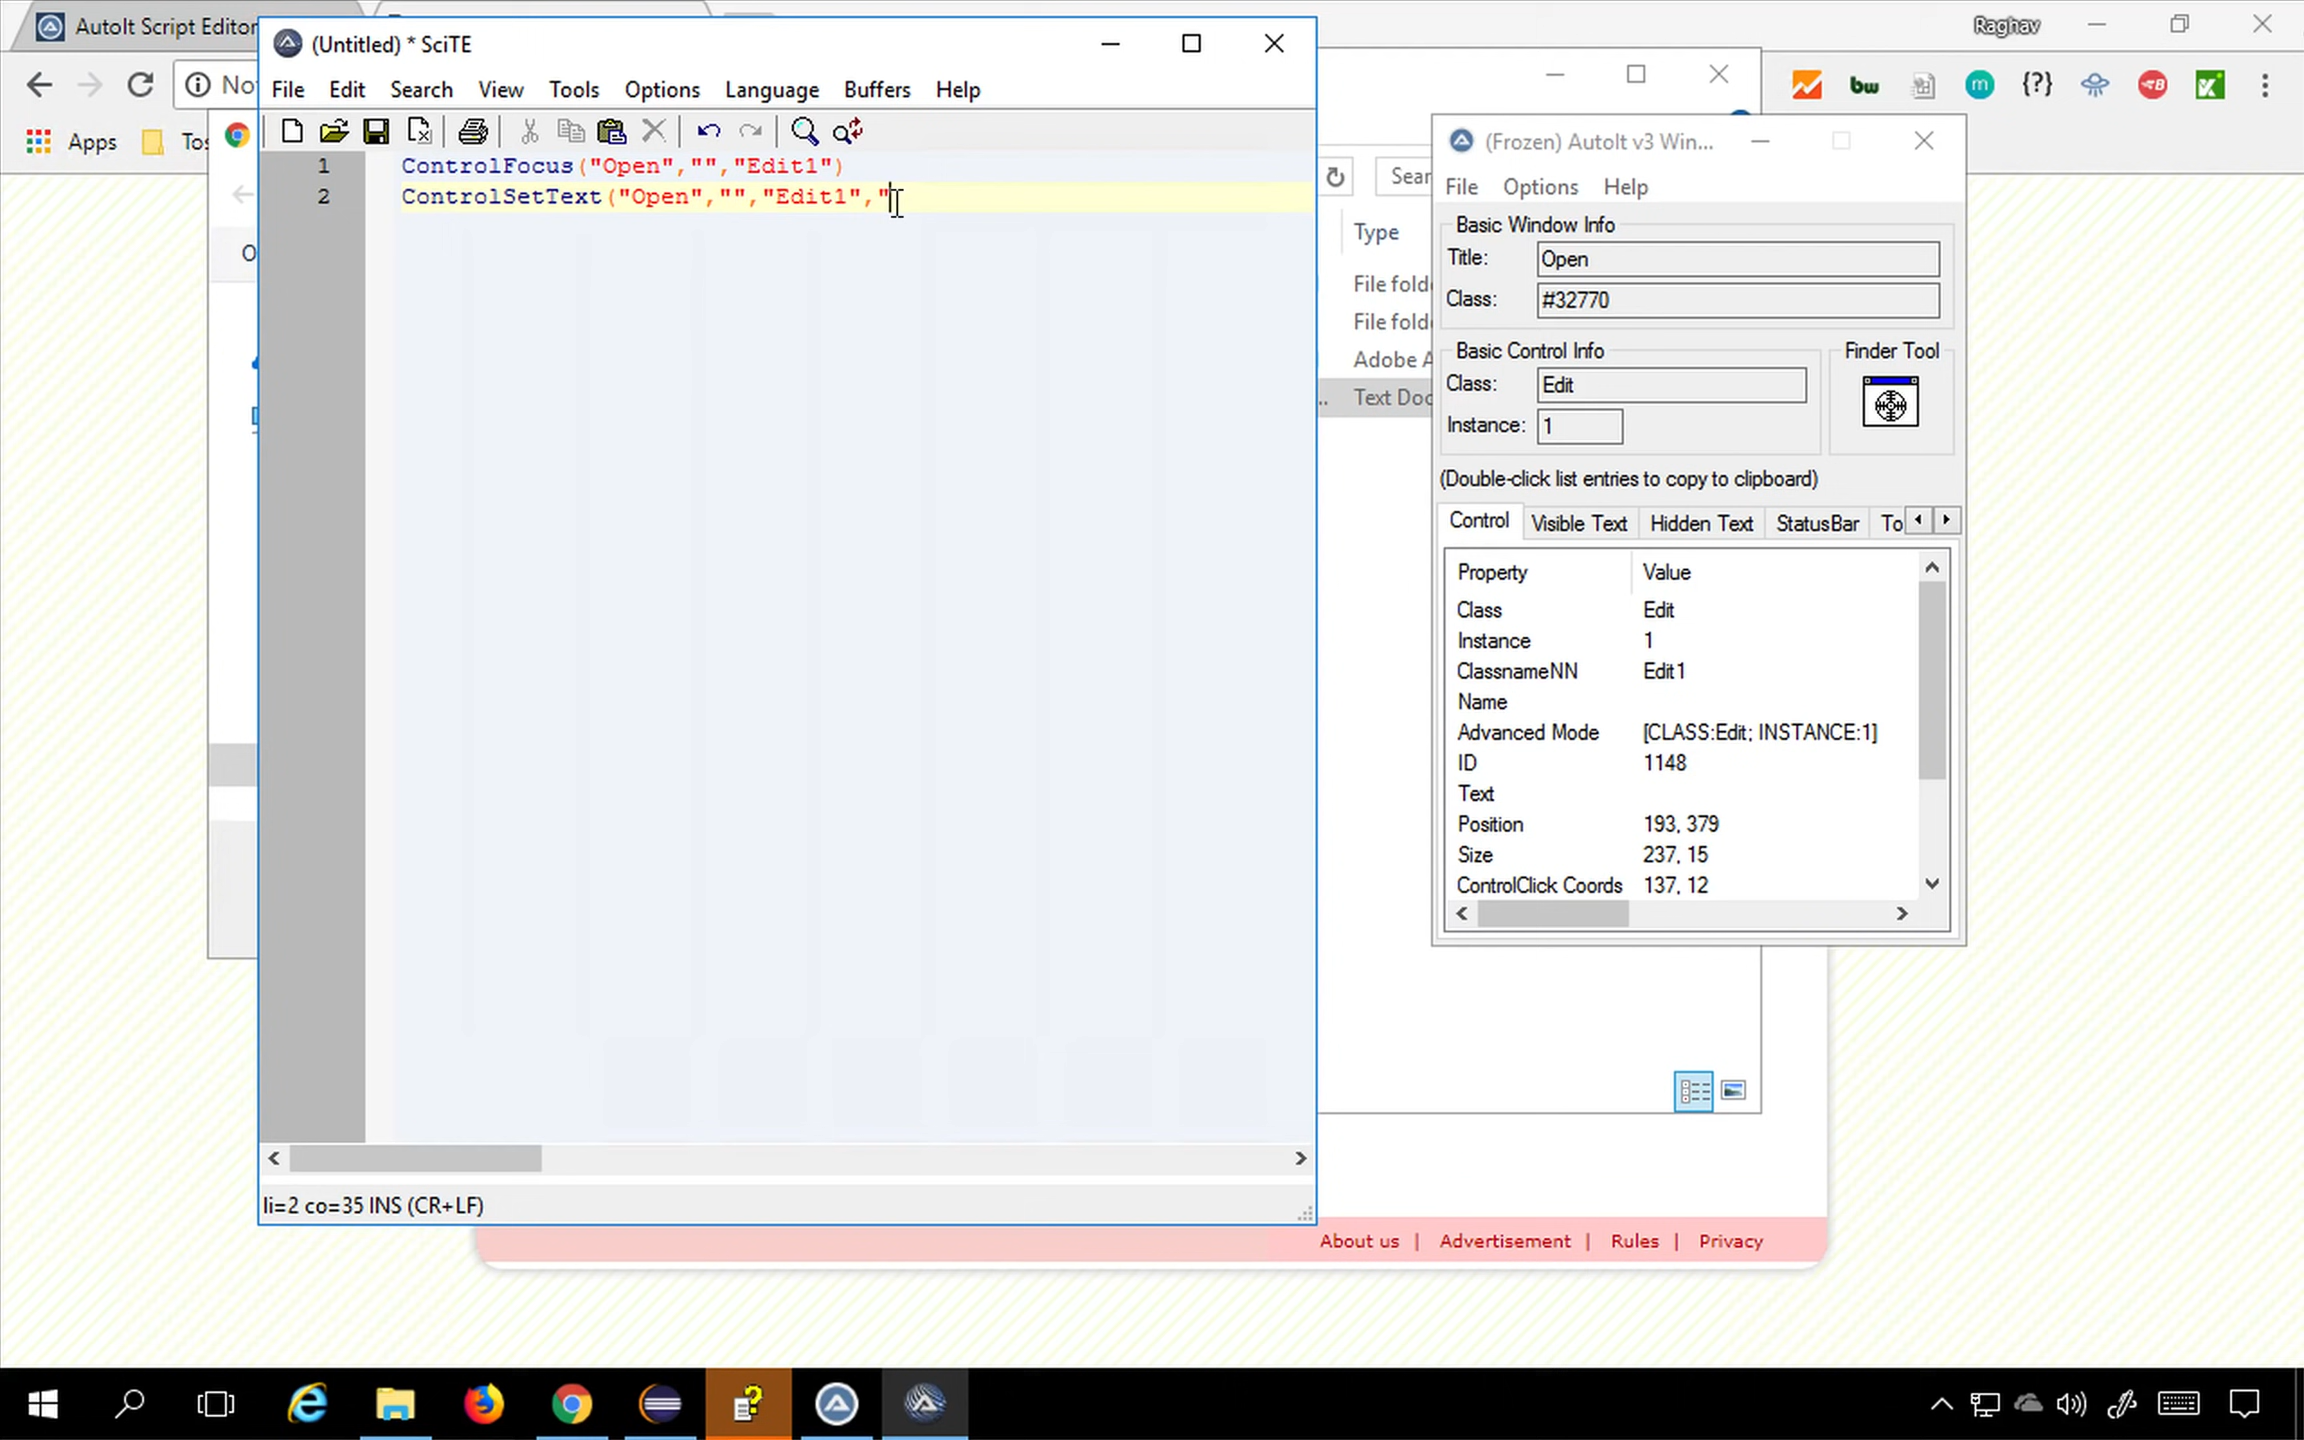 AutoIt Script Editor
Raghav
(Untitled) * SciTE
File Edit Search View Tools Options Language Buffers Help
bw
m
{?}
B
Apps
1 ControlFocus("Open","","Edit1")
2 ControlSetText("Open","","Edit1","
Type
File
File
Text
(Frozen) AutoIt v3 Win...
File Options Help
Basic Window Info
Title: Open
Class: #32770
Basic Control Info
Finder Tool
Class: Edit
Instance: 1
(Double-click list entries to copy to clipboard)
Control Visible Text Hidden Text StatusBar To
Property Value
Class Edit
Instance 1
ClassnameNN Edit1
Name
Advanced Mode [CLASS:Edit; INSTANCE:1]
ID 1148
Text
Position 193, 379
Size 237, 15
ControlClick Coords 137, 12
li=2 co=35 INS (CR+LF)
About us | Advertisement | Rules | Privacy